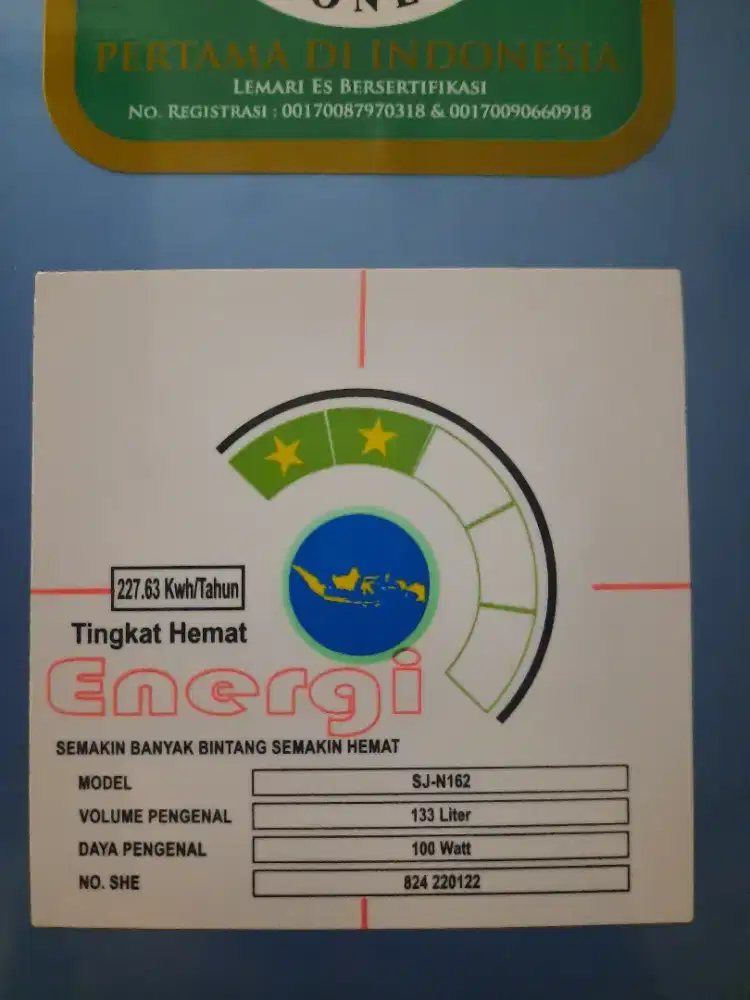 ONE
PERTAMA DI INDONESIA
LEMARI ES BERSERTIFIKASI
NO. REGISTRASI : 00170087970318 & 00170090660918
227.63 Kwh/Tahun
Tingkat Hemat
Energi
SEMAKIN BANYAK BINTANG SEMAKIN HEMAT
MODEL SJ-N162
VOLUME PENGENAL 133 Liter
DAYA PENGENAL 100 Watt
NO. SHE 824 220122